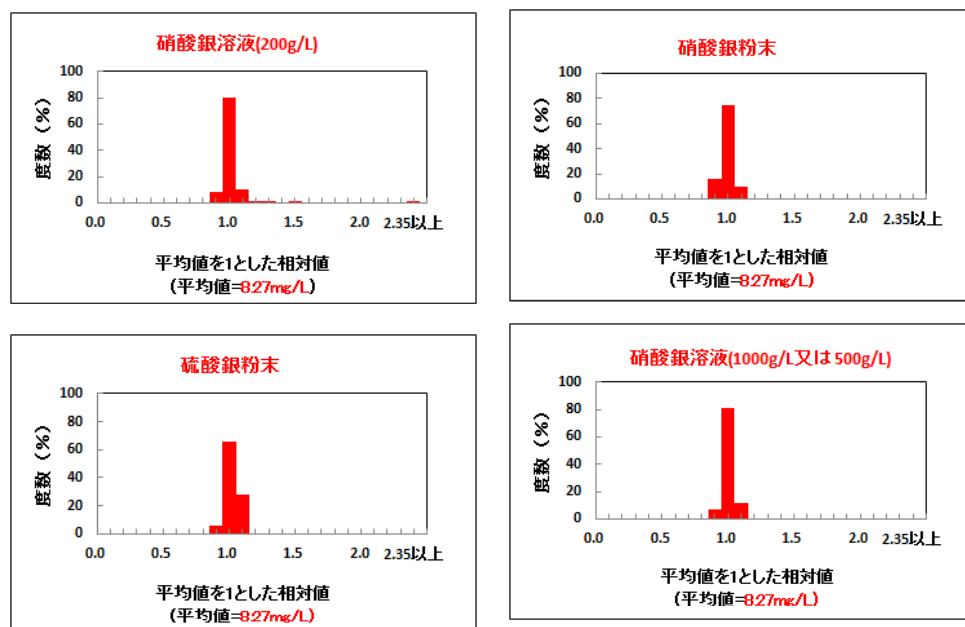 硝酸銀溶液(200g/L)
度数(%)
100
80
60
40
20
0
0.0 0.5 1.0 1.5 2.0 2.35以上
平均値を1とした相対値
(平均値=8.27mg/L)
硝酸銀粉末
度数(%)
100
80
60
40
20
0
0.0 0.5 1.0 1.5 2.0 2.35以上
平均値を1とした相対値
(平均値=8.27mg/L)
硫酸銀粉末
度数(%)
100
80
60
40
20
0
0.0 0.5 1.0 1.5 2.0 2.35以上
平均値を1とした相対値
(平均値=8.27mg/L)
硝酸銀溶液(1000g/L又は500g/L)
度数(%)
100
80
60
40
20
0
0.0 0.5 1.0 1.5 2.0 2.35以上
平均値を1とした相対値
(平均値=8.27mg/L)